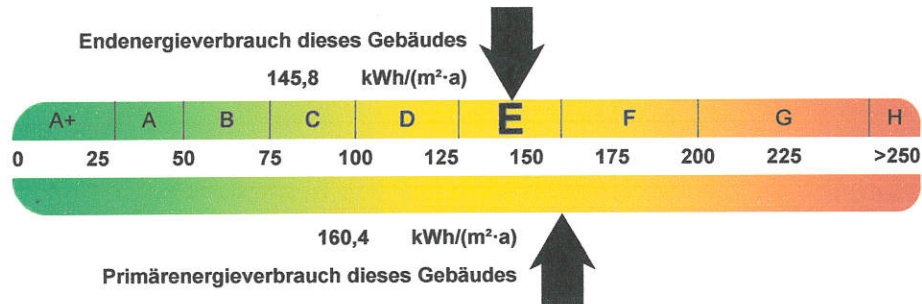 Endenergieverbrauch dieses Gebäudes
145,8 kWh/(m²·a)
A+ A B C D E F G H
0 25 50 75 100 125 150 175 200 225 >250
160,4 kWh/(m²·a)
Primärenergieverbrauch dieses Gebäudes